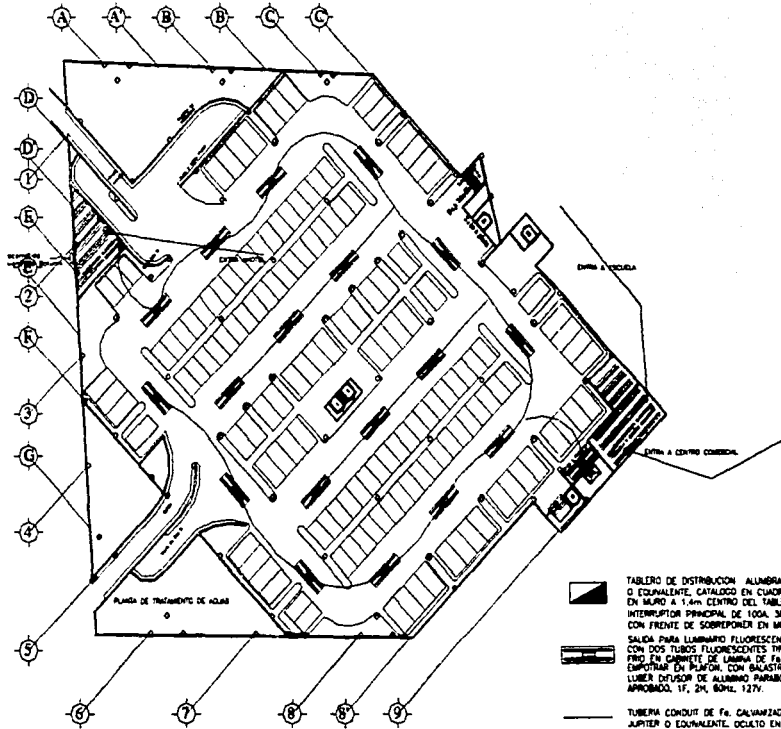 A A' B B' C C'
D
D'
1
E
2
F
3
G
4
5
6 7 8 8' 9
ENTRA A ESCUELA
ENTRA A CENTRO COMERCIAL
PLANTA DE TRATAMIENTO DE AGUAS
TABLERO DE DISTRIBUCION ALUMBRA
O EQUIVALENTE, CATALOGO EN CUADR
EN MURO A 1,4m CENTRO DEL TABL
INTERRUPTOR PRINCIPAL DE 100A,
CON FRENTE DE SOBREPONER EN M
SALIDA PARA LUMINARIO FLUORESCEN
CON DOS TUBOS FLUORESCENTES
FRIO EN GABINETE DE LAMINA DE Fe
EMPOTRAR EN PLAFON, CON BALASTR
LUBER DIFUSOR DE ALUMINIO PARAB
APROBADO, 1F, 2H, 60Hz, 127V.
TUBERIA CONDUIT DE Fe. GALVANIZAD
JUPITER O EQUIVALENTE, OCULTO EN